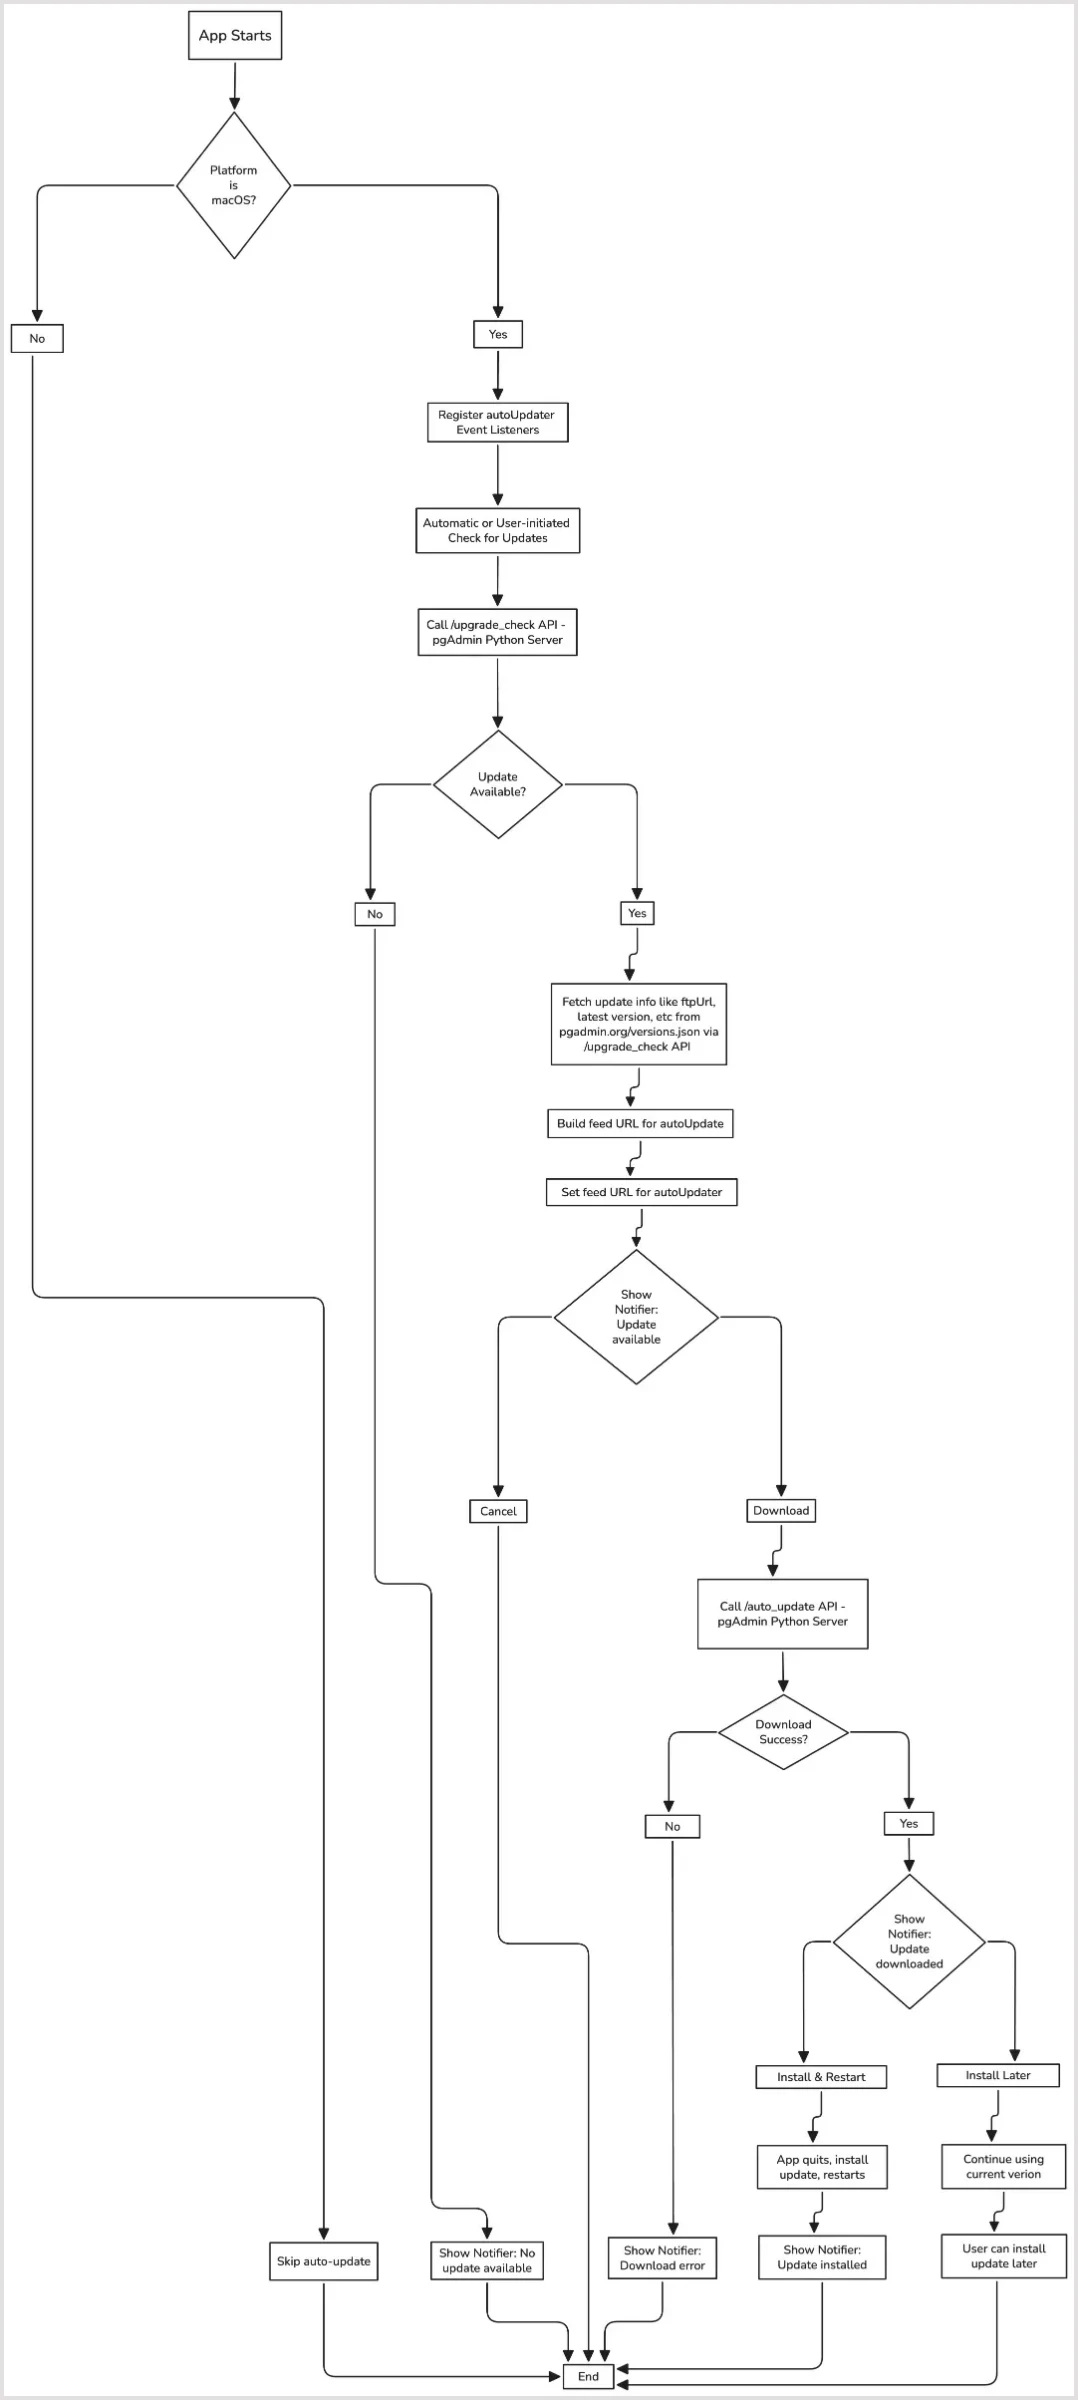 App Starts
Platform
is
macOS?
No
Yes
Register autoUpdater
Event Listeners
Automatic or User-initiated
Check for Updates
Call /upgrade_check API -
pgAdmin Python Server
Update
Available?
No
Yes
Fetch update info like ftpUrl,
latest version, etc from
pgadmin.org/versions.json via
/upgrade_check API
Build feed URL for autoUpdate
Set feed URL for autoUpdater
Show
Notifier:
Update
available
Cancel
Download
Call /auto_update API -
pgAdmin Python Server
Download
Success?
No
Yes
Show
Notifier:
Update
downloaded
Install & Restart
Install Later
App quits, install
update, restarts
Continue using
current verion
Skip auto-update
Show Notifier: No
update available
Show Notifier:
Download error
Show Notifier:
Update installed
User can install
update later
End